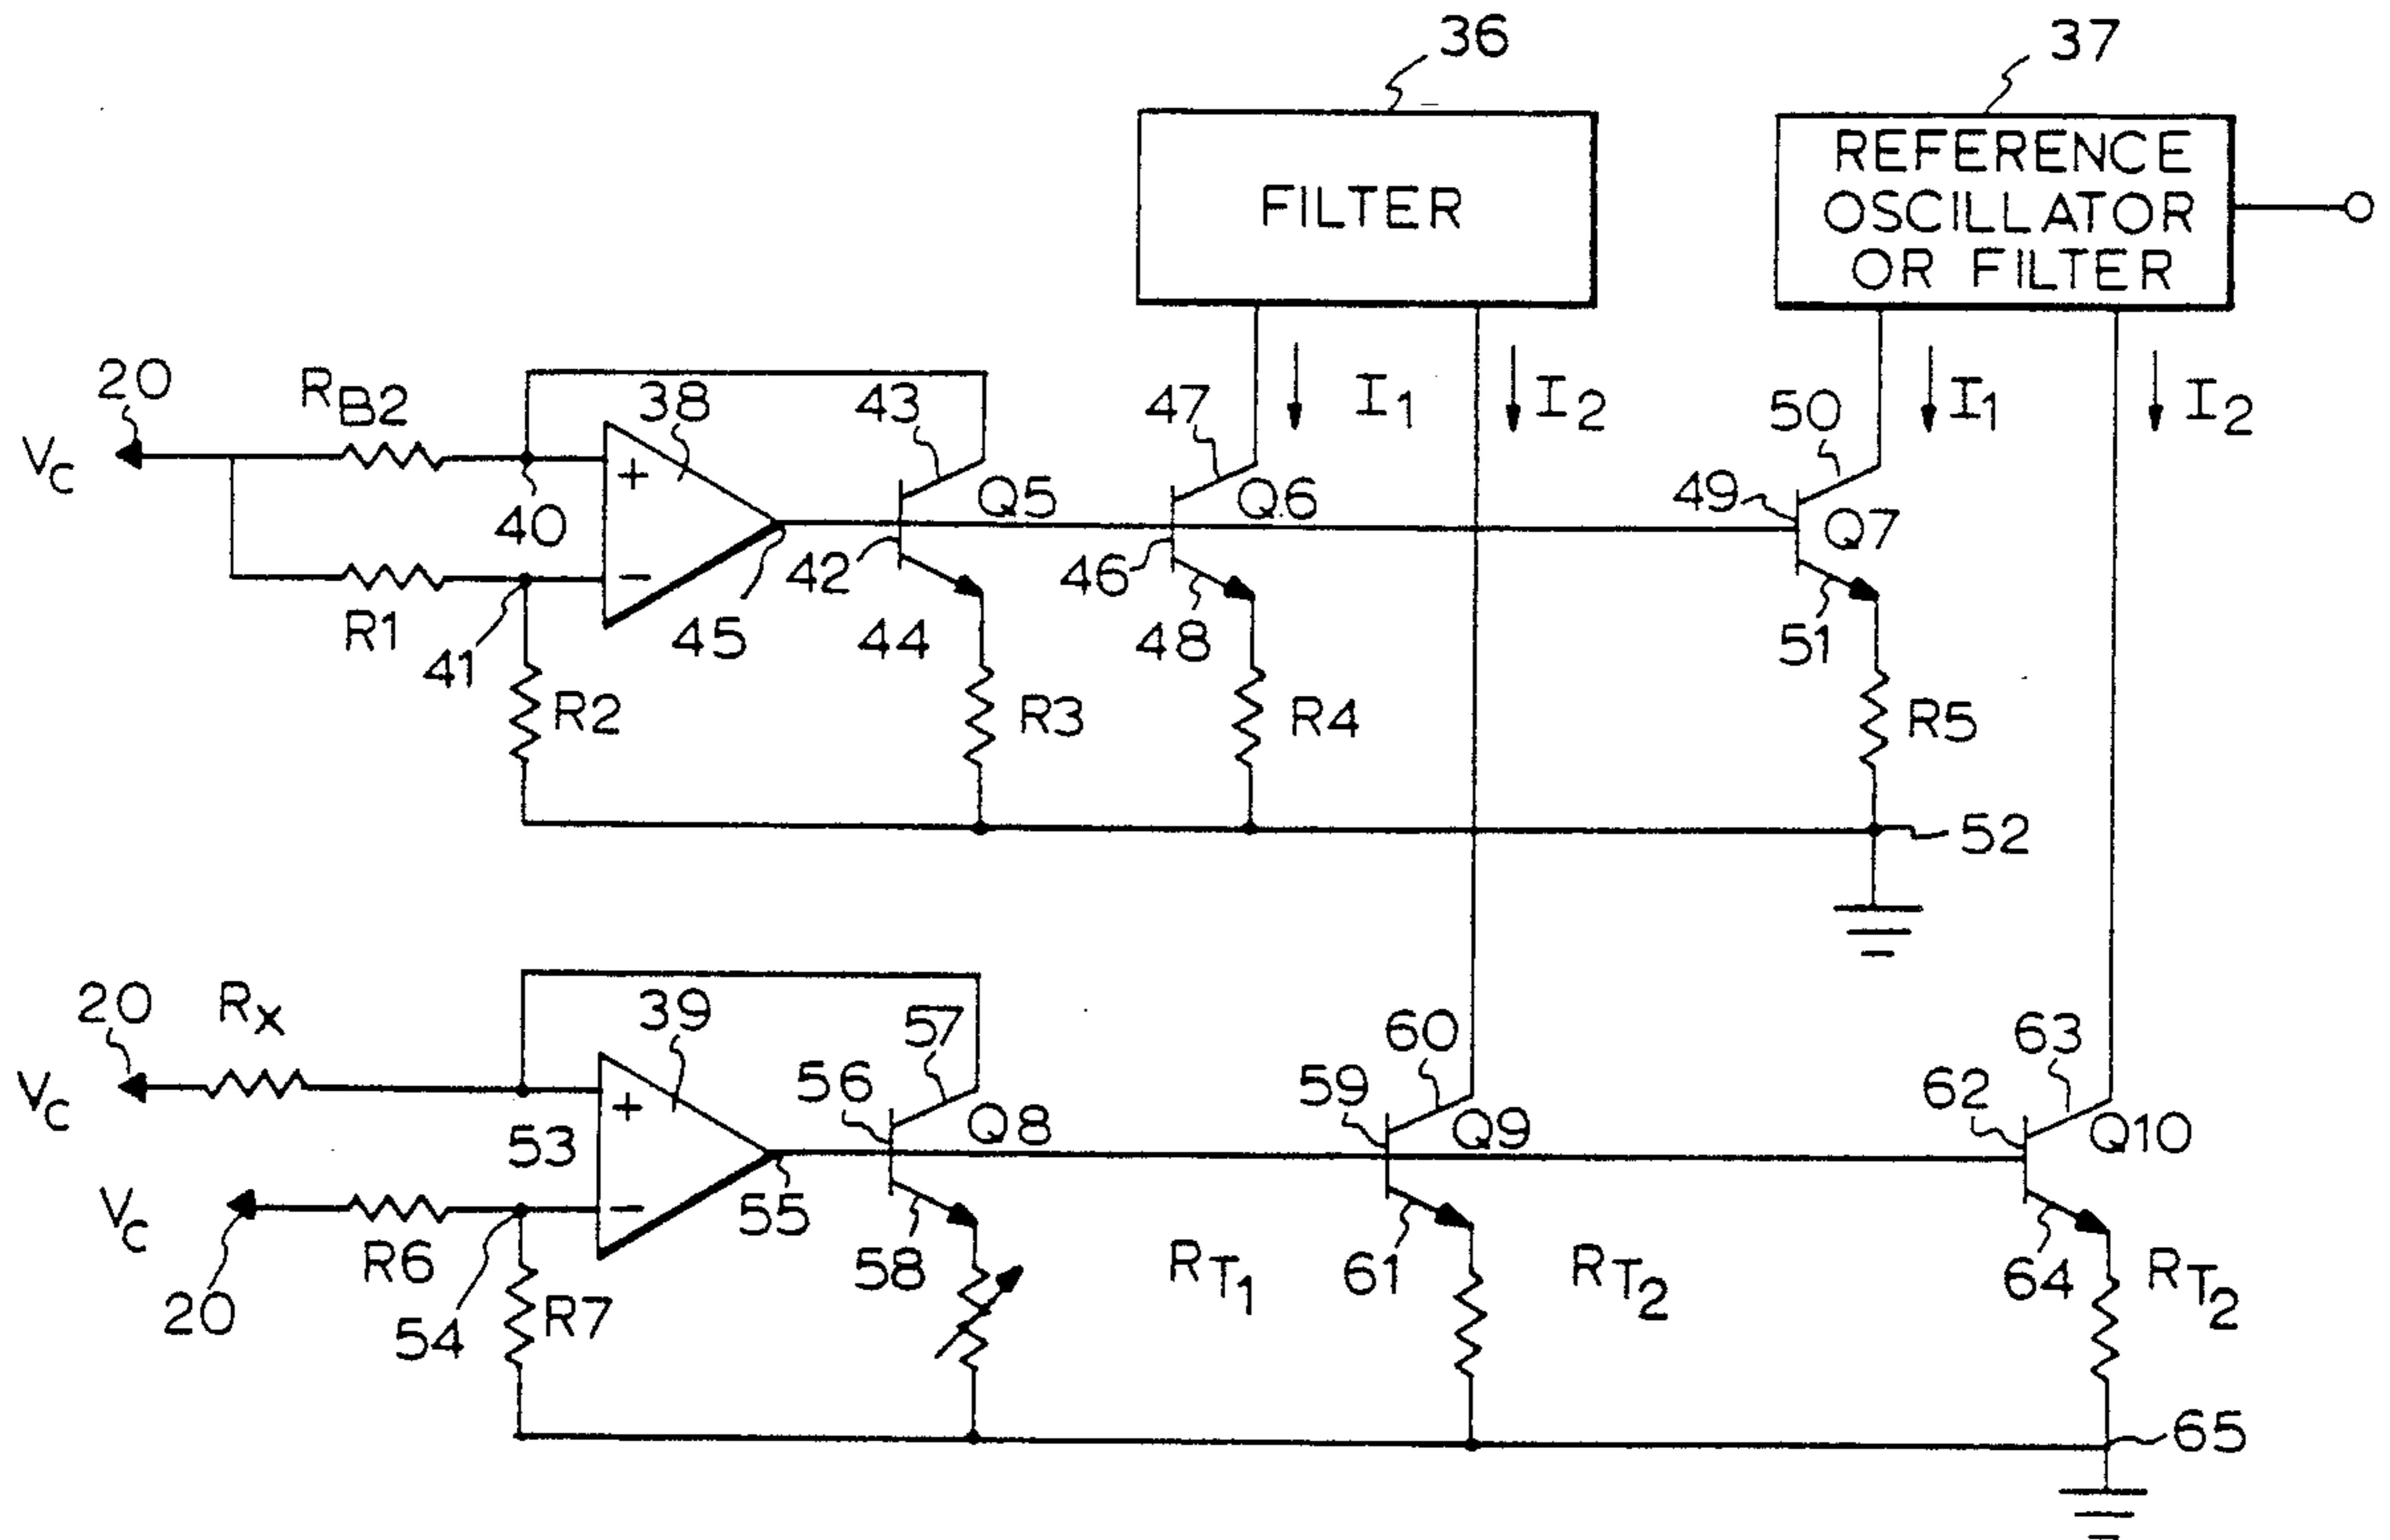 36
37
FILTER
REFERENCE
OSCILLATOR
OR FILTER
20
RB2
38
43
47
I1
I2
50
I1
I2
VC
+
40
Q5
Q6
49
Q7
−
R1
41
45
42
44
46
48
51
R2
R3
R4
R5
52
20
RX
39
57
60
63
VC
+
53
56
Q8
59
Q9
62
Q10
VC
−
55
20
R6
54
R7
58
RT1
61
RT2
64
RT2
65